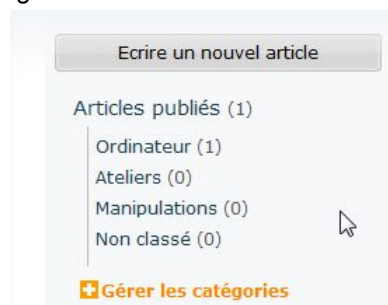 Ecrire un nouvel article
Articles publiés (1)
Ordinateur (1)
Ateliers (0)
Manipulations (0)
Non classé (0)
Gérer les catégories